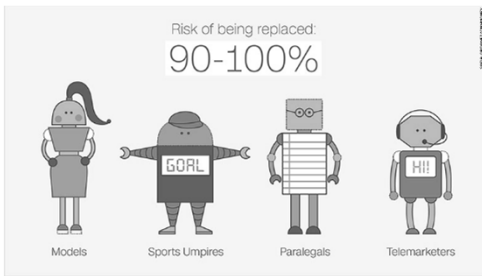 Risk of being replaced:
90-100%
GOAL
HI!
Models
Sports Umpires
Paralegals
Telemarketers